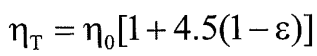 η_T = η_0[1 + 4.5(1 − ε)]